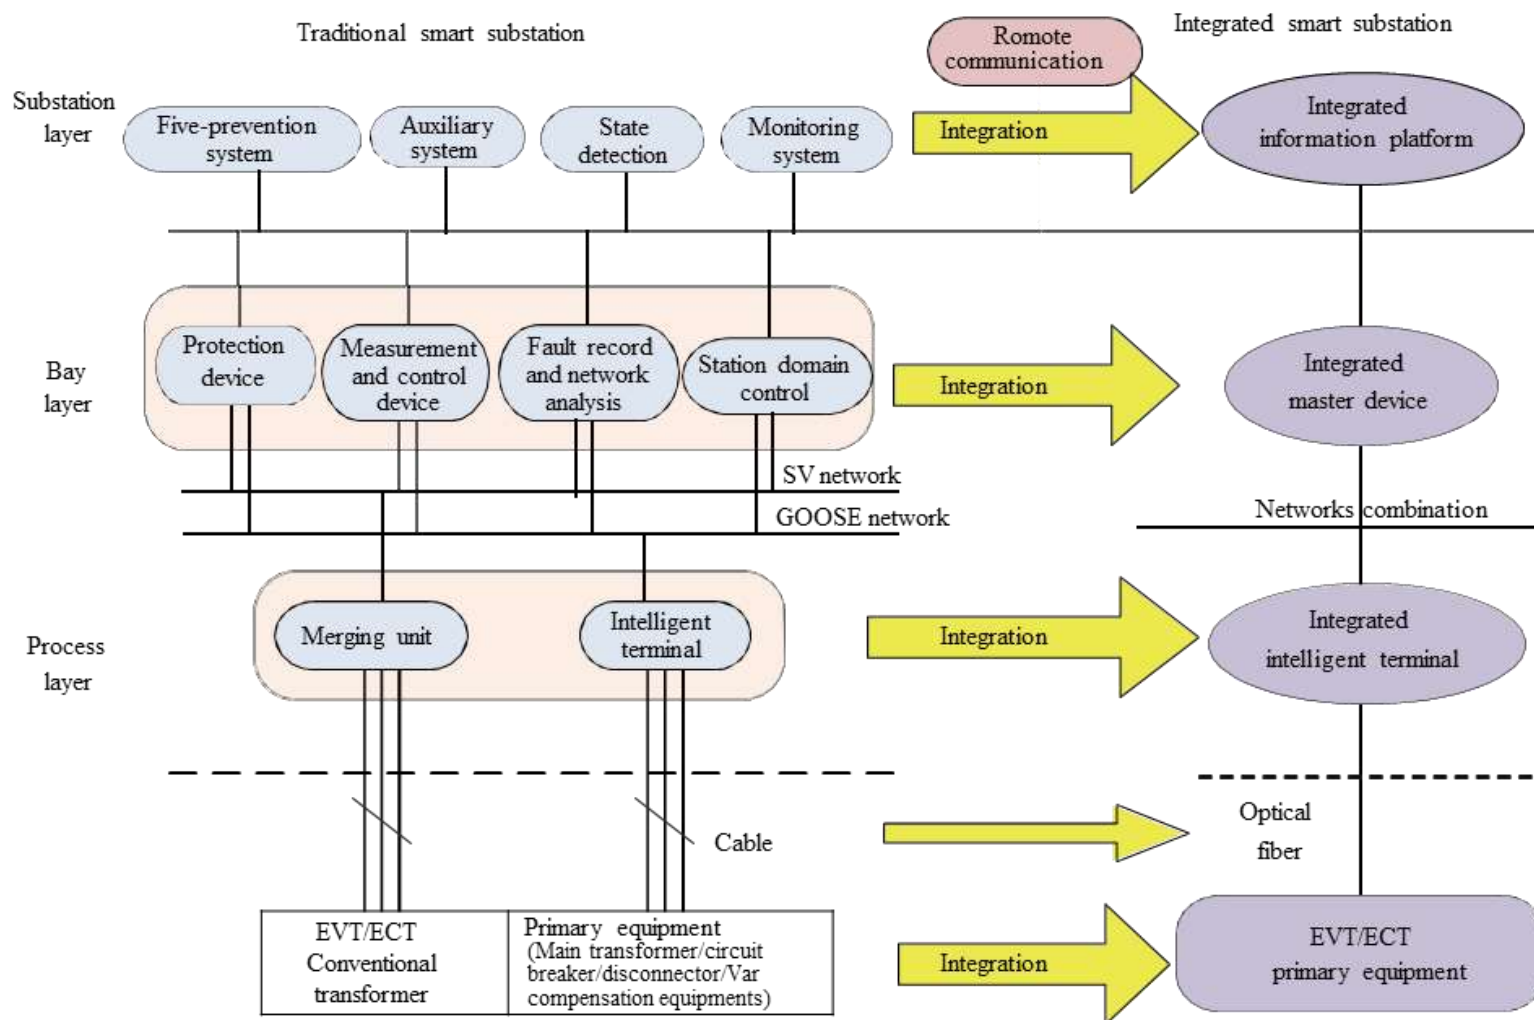 Traditional smart substation
Romote
communication
Integrated smart substation
Substation
layer
Five-prevention
system
Auxiliary
system
State
detection
Monitoring
system
Integration
Integrated
information platform
Bay
layer
Protection
device
Measurement
and control
device
Fault record
and network
analysis
Station domain
control
Integration
Integrated
master device
SV network
GOOSE network
Networks combination
Process
layer
Merging unit
Intelligent
terminal
Integration
Integrated
intelligent terminal
Cable
Optical
fiber
EVT/ECT
Conventional
transformer
Primary equipment
(Main transformer/circuit
breaker/disconnector/Var
compensation equipments)
Integration
EVT/ECT
primary equipment